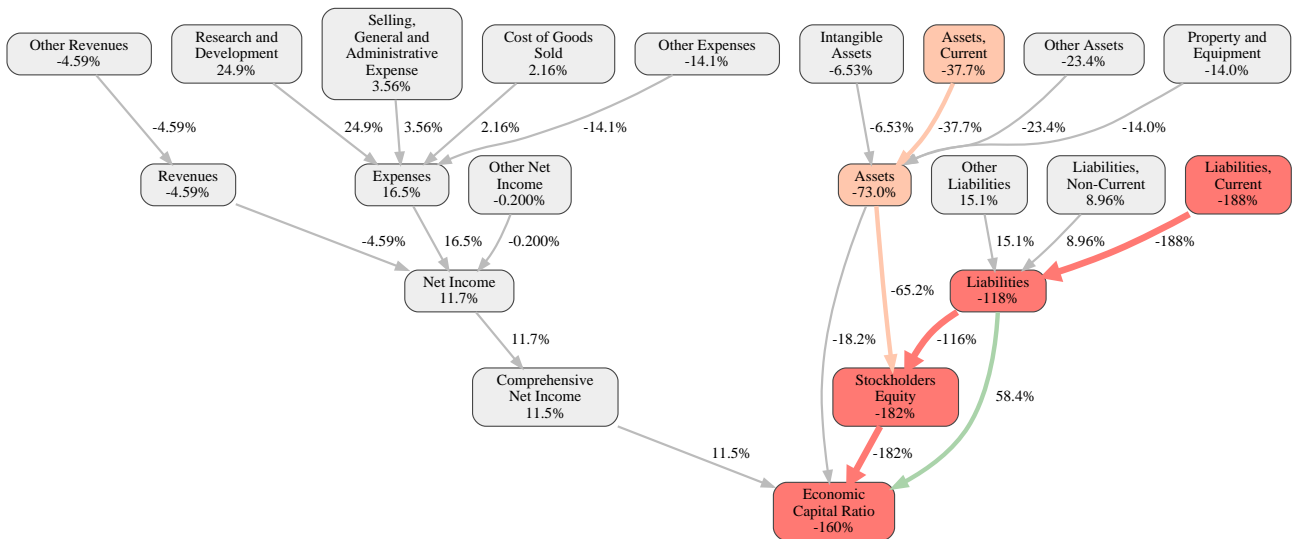 Other Revenues
-4.59%
Research and
Development
24.9%
Selling,
General and
Administrative
Expense
3.56%
Cost of Goods
Sold
2.16%
Other Expenses
-14.1%
Intangible
Assets
-6.53%
Assets,
Current
-37.7%
Other Assets
-23.4%
Property and
Equipment
-14.0%
-4.59%
24.9%
3.56%
2.16%
-14.1%
-6.53%
-37.7%
-23.4%
-14.0%
Revenues
-4.59%
Expenses
16.5%
Other Net
Income
-0.200%
Assets
-73.0%
Other
Liabilities
15.1%
Liabilities,
Non-Current
8.96%
Liabilities,
Current
-188%
-4.59%
16.5%
-0.200%
15.1%
8.96%
-188%
Net Income
11.7%
-65.2%
Liabilities
-118%
11.7%
-18.2%
-116%
Comprehensive
Net Income
11.5%
Stockholders
Equity
-182%
58.4%
11.5%
-182%
Economic
Capital Ratio
-160%